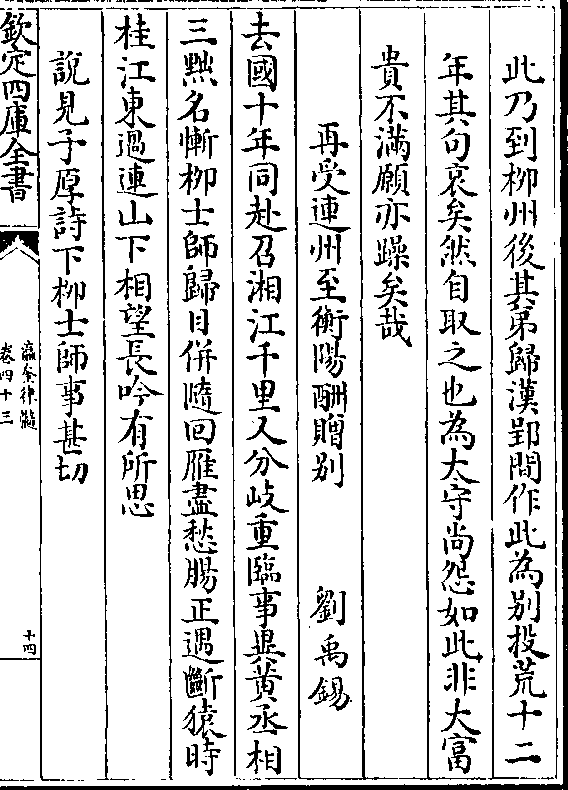 此乃到柳州後其弟歸漢郢間作此為别投荒十二
年其句哀矣然自取之也為太守尚怨如此非大富
貴不滿願亦躁矣哉
再受連州至衡陽酬贈别　劉禹錫
去國十年同赴召湘江千里又分岐重臨事異黄丞相
三黜名慚柳士師歸目併隨回雁盡愁腸正遇斷猿時
桂江東過連山下相望長吟有所思
說見子厚詩下柳士師事甚切
欽定四庫全書
瀛奎律髓
卷四十三
十四